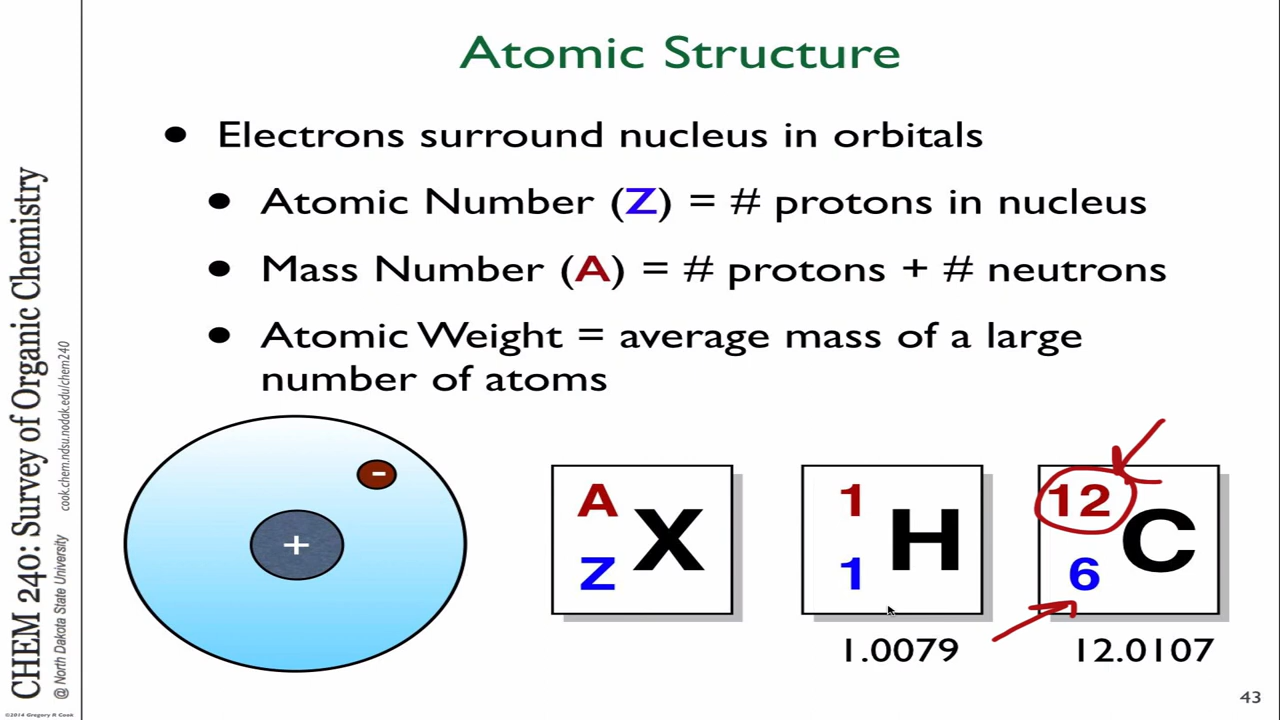 Atomic Structure
• Electrons surround nucleus in orbitals
• Atomic Number (Z) = # protons in nucleus
• Mass Number (A) = # protons + # neutrons
• Atomic Weight = average mass of a large
number of atoms
-
+
A
X
Z
1
H
1
1.0079
12
C
6
12.0107
CHEM 240: Survey of Organic Chemistry
@ North Dakota State University cook.chem.ndsu.nodak.edu/chem240
©2014 Gregory R Cook
43